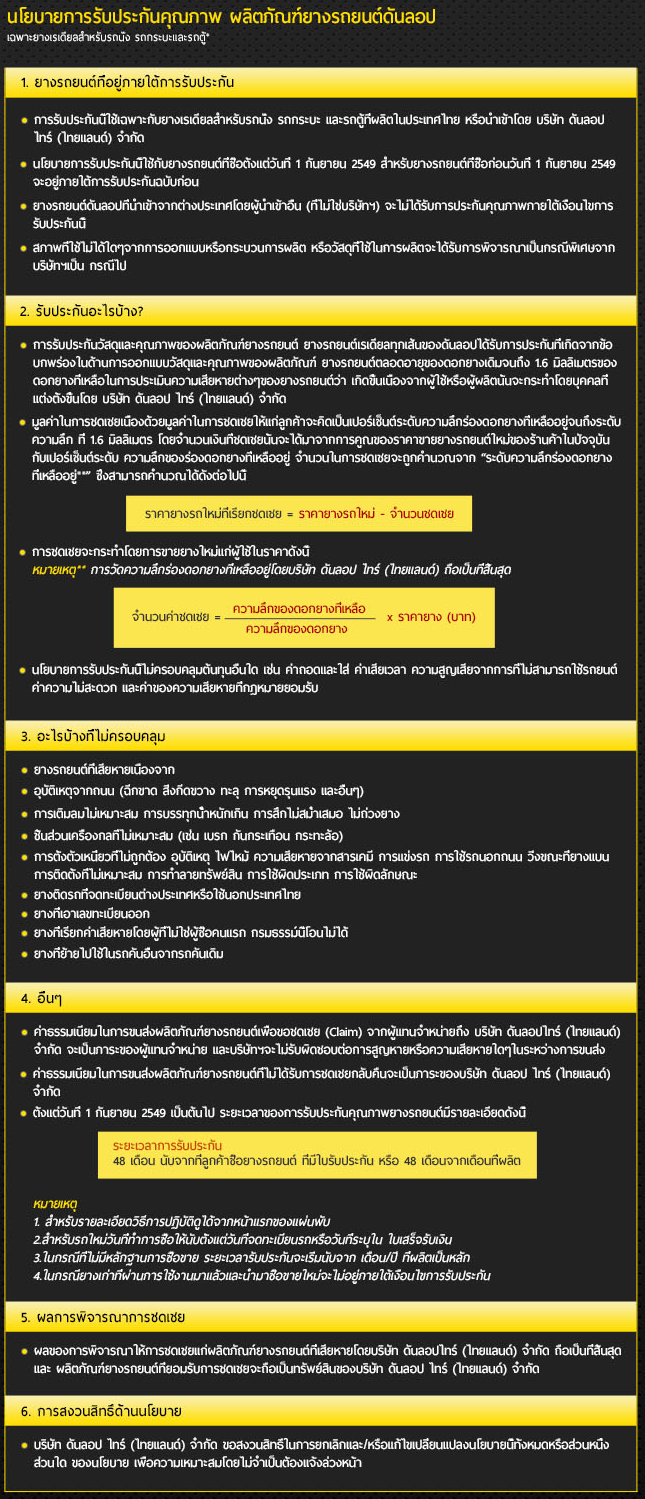 นโยบายการรับประกันคุณภาพ ผลิตภัณฑ์ยางรถยนต์ดันลอป
เฉพาะยางเรเดียลสำหรับรถนั่ง รถกระบะและรถตู้*
1. ยางรถยนต์ที่อยู่ภายใต้การรับประกัน
การรับประกันนี้ใช้เฉพาะกับยางเรเดียลสำหรับรถนั่ง รถกระบะ และรถตู้ที่ผลิตในประเทศไทย หรือนำเข้าโดย บริษัท ดันลอป
ไทร์ (ไทยแลนด์) จำกัด
นโยบายการรับประกันนี้ใช้กับยางรถยนต์ที่ซื้อตั้งแต่วันที่ 1 กันยายน 2549 สำหรับยางรถยนต์ที่ซื้อก่อนวันที่ 1 กันยายน 2549
จะอยู่ภายใต้การรับประกันฉบับก่อน
ยางรถยนต์ดันลอปที่นำเข้าจากต่างประเทศโดยผู้นำเข้าอื่น (ที่ไม่ใช่บริษัทฯ) จะไม่ได้รับการประกันคุณภาพภายใต้เงื่อนไขการ
รับประกันนี้
สภาพที่ใช้ไม่ได้ใดๆจากการออกแบบหรือกระบวนการผลิต หรือวัสดุที่ใช้ในการผลิตจะได้รับการพิจารณาเป็นกรณีพิเศษจาก
บริษัทฯเป็น กรณีไป
2. รับประกันอะไรบ้าง?
การรับประกันวัสดุและคุณภาพของผลิตภัณฑ์ยางรถยนต์ ยางรถยนต์เรเดียลทุกเส้นของดันลอปได้รับการประกันที่เกิดจากข้อ
บกพร่องในด้านการออกแบบวัสดุและคุณภาพของผลิตภัณฑ์ ยางรถยนต์ตลอดอายุของดอกยางเดิมจนถึง 1.6 มิลลิเมตรของ
ดอกยางที่เหลือในการประเมินความเสียหายต่างๆของยางรถยนต์ว่า เกิดขึ้นเนื่องจากผู้ใช้หรือผู้ผลิตนั้นจะกระทำโดยบุคคลที่
แต่งตั้งขึ้นโดย บริษัท ดันลอป ไทร์ (ไทยแลนด์) จำกัด
มูลค่าในการชดเชยเนื่องด้วยมูลค่าในการชดเชยให้แก่ลูกค้าจะคิดเป็นเปอร์เซ็นต์ระดับความลึกร่องดอกยางที่เหลืออยู่จนถึงระดับ
ความลึก ที่ 1.6 มิลลิเมตร โดยจำนวนเงินที่ชดเชยนั้นจะได้มาจากการคูณของราคาขายยางรถยนต์ใหม่ของร้านค้าในปัจจุบัน
กับเปอร์เซ็นต์ระดับ ความลึกของร่องดอกยางที่เหลืออยู่ จำนวนในการชดเชยจะถูกคำนวณจาก "ระดับความลึกร่องดอกยาง
ที่เหลืออยู่**" ซึ่งสามารถคำนวณได้ดังต่อไปนี้
ราคายางรถใหม่ที่เรียกชดเชย = ราคายางรถใหม่ - จำนวนชดเชย
การชดเชยจะกระทำโดยการขายยางใหม่แก่ผู้ใช้ในราคาดังนี้
หมายเหตุ** การวัดความลึกร่องดอกยางที่เหลืออยู่โดยบริษัท ดันลอป ไทร์ (ไทยแลนด์) ถือเป็นที่สิ้นสุด
จำนวนค่าชดเชย = ความลึกของดอกยางที่เหลือ x ราคายาง (บาท)
ความลึกของดอกยาง
นโยบายการรับประกันนี้ไม่ครอบคลุมต้นทุนอื่นใด เช่น ค่าถอดและใส่ ค่าเสียเวลา ความสูญเสียจากการที่ไม่สามารถใช้รถยนต์
ค่าความไม่สะดวก และค่าของความเสียหายที่กฎหมายยอมรับ
3. อะไรบ้างที่ไม่ครอบคลุม
ยางรถยนต์ที่เสียหายเนื่องจาก
อุบัติเหตุจากถนน (ฉีกขาด สิ่งกีดขวาง ทะลุ การหยุดรุนแรง และอื่นๆ)
การเติมลมไม่เหมาะสม การบรรทุกน้ำหนักเกิน การสึกไม่สม่ำเสมอ ไม่ถ่วงยาง
ชิ้นส่วนเครื่องกลที่ไม่เหมาะสม (เช่น เบรก กันกระเทือน กระทะล้อ)
การดึงตัวเหนี่ยวที่ไม่ถูกต้อง อุบัติเหตุ ไฟไหม้ ความเสียหายจากสารเคมี การแข่งรถ การใช้รถนอกถนน วิ่งขณะที่ยางแบน
การติดตั้งที่ไม่เหมาะสม การทำลายทรัพย์สิน การใช้ผิดประเภท การใช้ผิดลักษณะ
ยางติดรถที่จดทะเบียนต่างประเทศหรือใช้นอกประเทศไทย
ยางที่เอาเลขทะเบียนออก
ยางที่เรียกค่าเสียหายโดยผู้ที่ไม่ใช่ผู้ซื้อคนแรก กรมธรรม์นี้โอนไม่ได้
ยางที่ย้ายไปใช้ในรถคันอื่นจากรถคันเดิม
4. อื่นๆ
ค่าธรรมเนียมในการขนส่งผลิตภัณฑ์ยางรถยนต์เพื่อขอชดเชย (Claim) จากผู้แทนจำหน่ายถึง บริษัท ดันลอปไทร์ (ไทยแลนด์)
จำกัด จะเป็นภาระของผู้แทนจำหน่าย และบริษัทฯจะไม่รับผิดชอบต่อการสูญหายหรือความเสียหายใดๆในระหว่างการขนส่ง
ค่าธรรมเนียมในการขนส่งผลิตภัณฑ์ยางรถยนต์ที่ไม่ได้รับการชดเชยกลับคืนจะเป็นภาระของบริษัท ดันลอป ไทร์ (ไทยแลนด์)
จำกัด
ตั้งแต่วันที่ 1 กันยายน 2549 เป็นต้นไป ระยะเวลาของการรับประกันคุณภาพยางรถยนต์มีรายละเอียดดังนี้
ระยะเวลาการรับประกัน
48 เดือน นับจากที่ลูกค้าซื้อยางรถยนต์ ที่มีใบรับประกัน หรือ 48 เดือนจากเดือนที่ผลิต
หมายเหตุ
1. สำหรับรายละเอียดวิธีการปฏิบัติดูได้จากหน้าแรกของแผ่นพับ
2.สำหรับรถใหม่วันที่ทำการซื้อให้นับตั้งแต่วันที่จดทะเบียนรถหรือวันที่ระบุใน ใบเสร็จรับเงิน
3.ในกรณีที่ไม่มีหลักฐานการซื้อขาย ระยะเวลารับประกันจะเริ่มนับจาก เดือน/ปี ที่ผลิตเป็นหลัก
4.ในกรณียางเก่าที่ผ่านการใช้งานมาแล้วและนำมาซื้อขายใหม่จะไม่อยู่ภายใต้เงื่อนไขการรับประกัน
5. ผลการพิจารณาการชดเชย
ผลของการพิจารณาให้การชดเชยแก่ผลิตภัณฑ์ยางรถยนต์ที่เสียหายโดยบริษัท ดันลอปไทร์ (ไทยแลนด์) จำกัด ถือเป็นที่สิ้นสุด
และ ผลิตภัณฑ์ยางรถยนต์ที่ยอมรับการชดเชยจะถือเป็นทรัพย์สินของบริษัท ดันลอป ไทร์ (ไทยแลนด์) จำกัด
6. การสงวนสิทธิ์ด้านนโยบาย
บริษัท ดันลอป ไทร์ (ไทยแลนด์) จำกัด ขอสงวนสิทธิ์ในการยกเลิกและ/หรือแก้ไขเปลี่ยนแปลงนโยบายนี้ทั้งหมดหรือส่วนหนึ่ง
ส่วนใด ของนโยบาย เพื่อความเหมาะสมโดยไม่จำเป็นต้องแจ้งล่วงหน้า